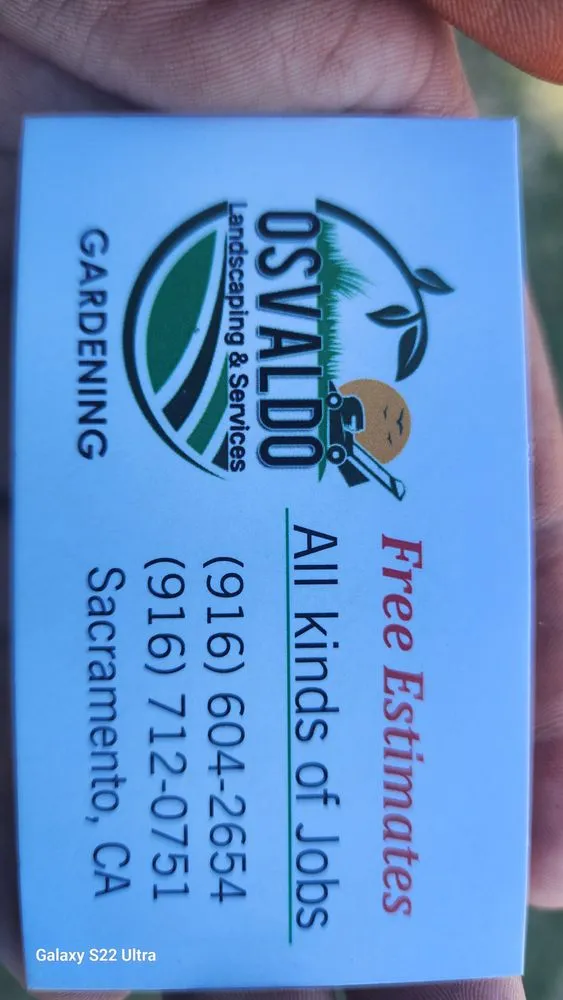 OSVALDO
Landscaping & Services
GARDENING
Free Estimates
All kinds of Jobs
(916) 604-2654
(916) 712-0751
Sacramento, CA
Galaxy S22 Ultra